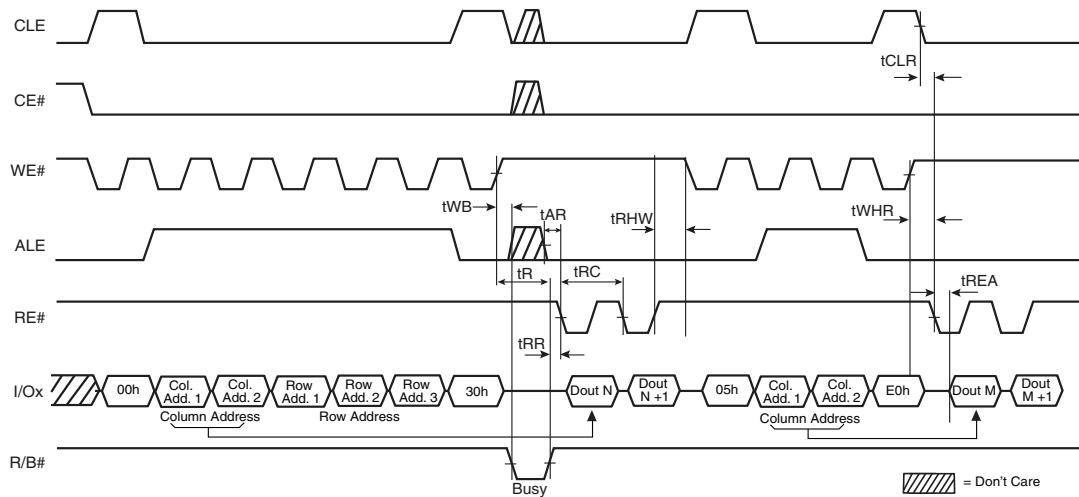 CLE
tCLR
CE#
WE#
tWB
tAR
tRHW
tWHR
ALE
tR
tRC
tREA
RE#
tRR
I/Ox
00h
Col. Add. 1
Col. Add. 2
Row Add. 1
Row Add. 2
Row Add. 3
30h
Dout N
Dout N +1
05h
Col. Add. 1
Col. Add. 2
E0h
Dout M
Dout M +1
Column Address
Row Address
Column Address
R/B#
Busy
= Don't Care